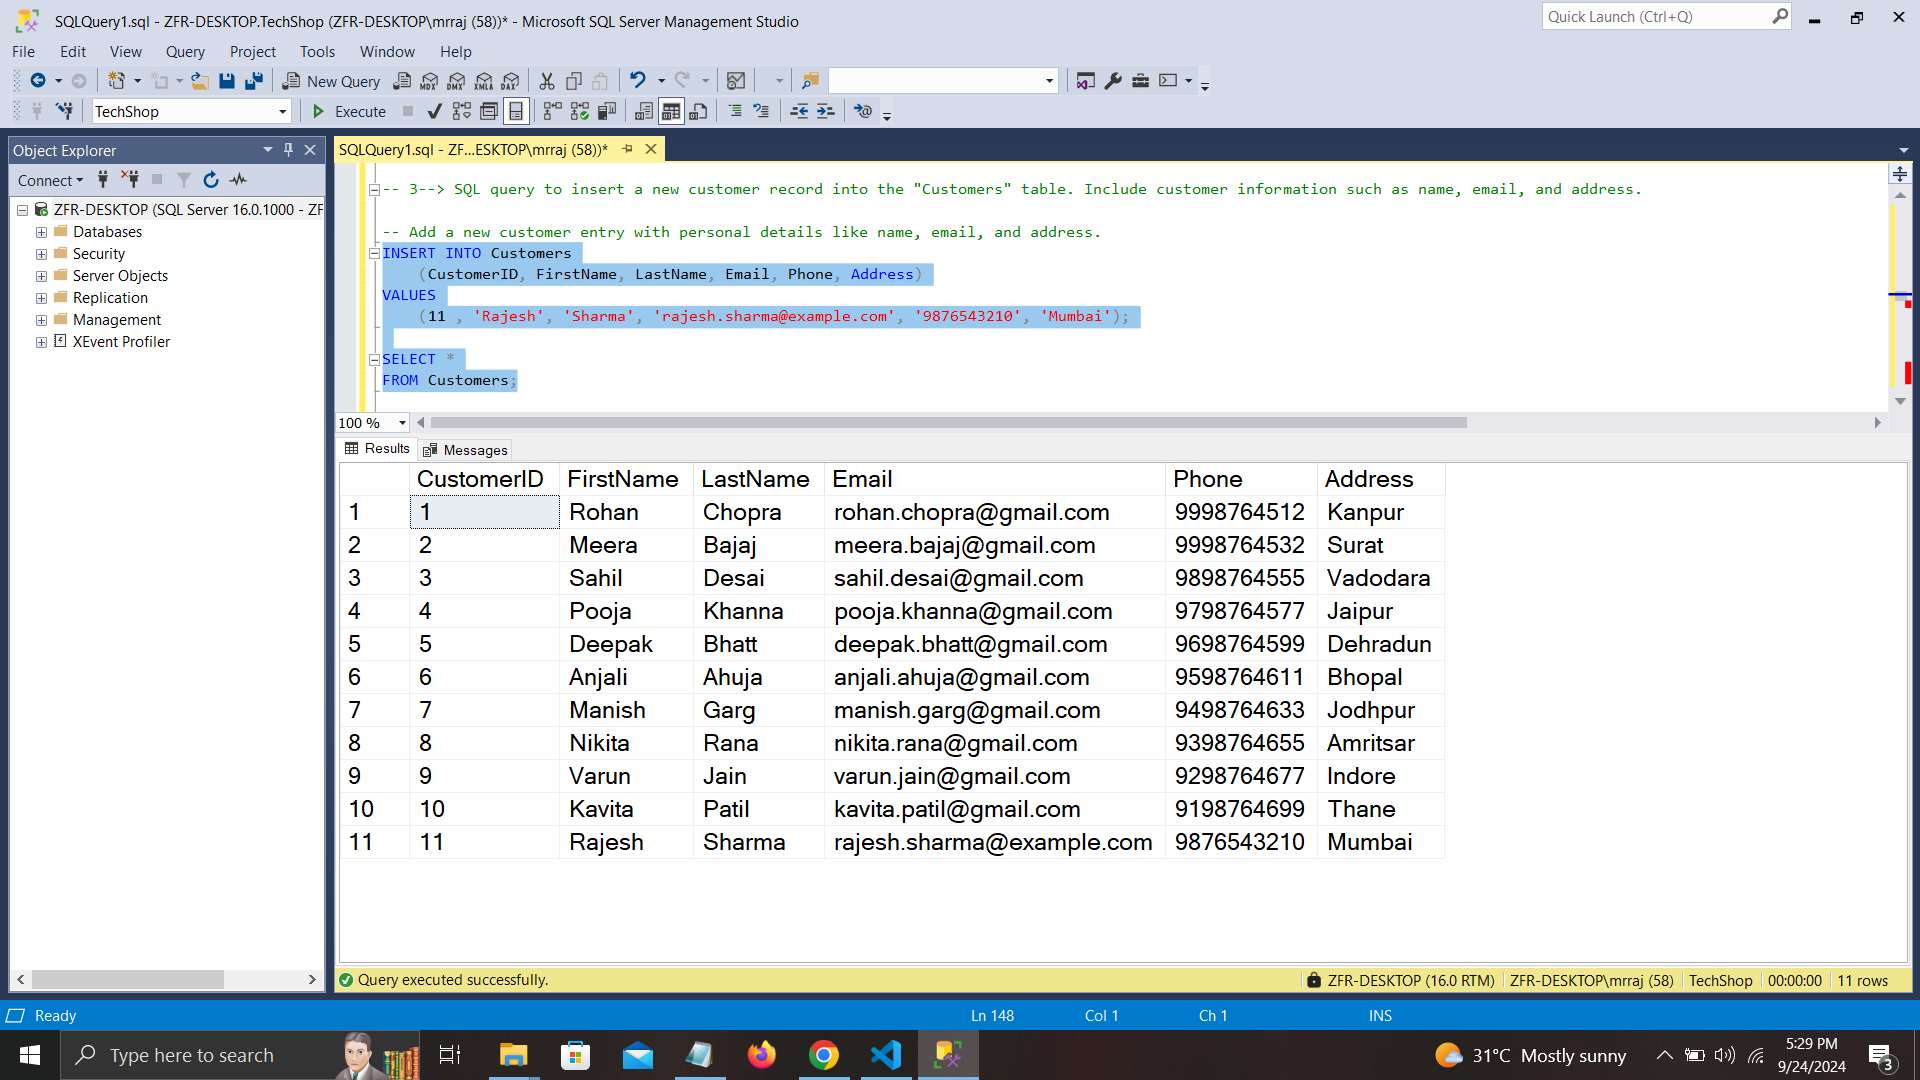 SQLQuery1.sql - ZFR-DESKTOP.TechShop (ZFR-DESKTOP\mrraj (58))* - Microsoft SQL Server Management Studio
Quick Launch (Ctrl+Q)
File Edit View Query Project Tools Window Help
New Query MDX DMX XMLA DAX
TechShop Execute
Object Explorer
SQLQuery1.sql - ZF...ESKTOP\mrraj (58))*
Connect
ZFR-DESKTOP (SQL Server 16.0.1000 - ZF
Databases
Security
Server Objects
Replication
Management
XEvent Profiler
-- 3--> SQL query to insert a new customer record into the "Customers" table. Include customer information such as name, email, and address.
-- Add a new customer entry with personal details like name, email, and address.
INSERT INTO Customers
(CustomerID, FirstName, LastName, Email, Phone, Address)
VALUES
(11 , 'Rajesh', 'Sharma', 'rajesh.sharma@example.com', '9876543210', 'Mumbai');
SELECT *
FROM Customers;
100 %
Results Messages
CustomerID FirstName LastName Email Phone Address
1 1 Rohan Chopra rohan.chopra@gmail.com 9998764512 Kanpur
2 2 Meera Bajaj meera.bajaj@gmail.com 9998764532 Surat
3 3 Sahil Desai sahil.desai@gmail.com 9898764555 Vadodara
4 4 Pooja Khanna pooja.khanna@gmail.com 9798764577 Jaipur
5 5 Deepak Bhatt deepak.bhatt@gmail.com 9698764599 Dehradun
6 6 Anjali Ahuja anjali.ahuja@gmail.com 9598764611 Bhopal
7 7 Manish Garg manish.garg@gmail.com 9498764633 Jodhpur
8 8 Nikita Rana nikita.rana@gmail.com 9398764655 Amritsar
9 9 Varun Jain varun.jain@gmail.com 9298764677 Indore
10 10 Kavita Patil kavita.patil@gmail.com 9198764699 Thane
11 11 Rajesh Sharma rajesh.sharma@example.com 9876543210 Mumbai
Query executed successfully. ZFR-DESKTOP (16.0 RTM) ZFR-DESKTOP\mrraj (58) TechShop 00:00:00 11 rows
Ready Ln 148 Col 1 Ch 1 INS
Type here to search
31°C Mostly sunny
5:29 PM
9/24/2024
3